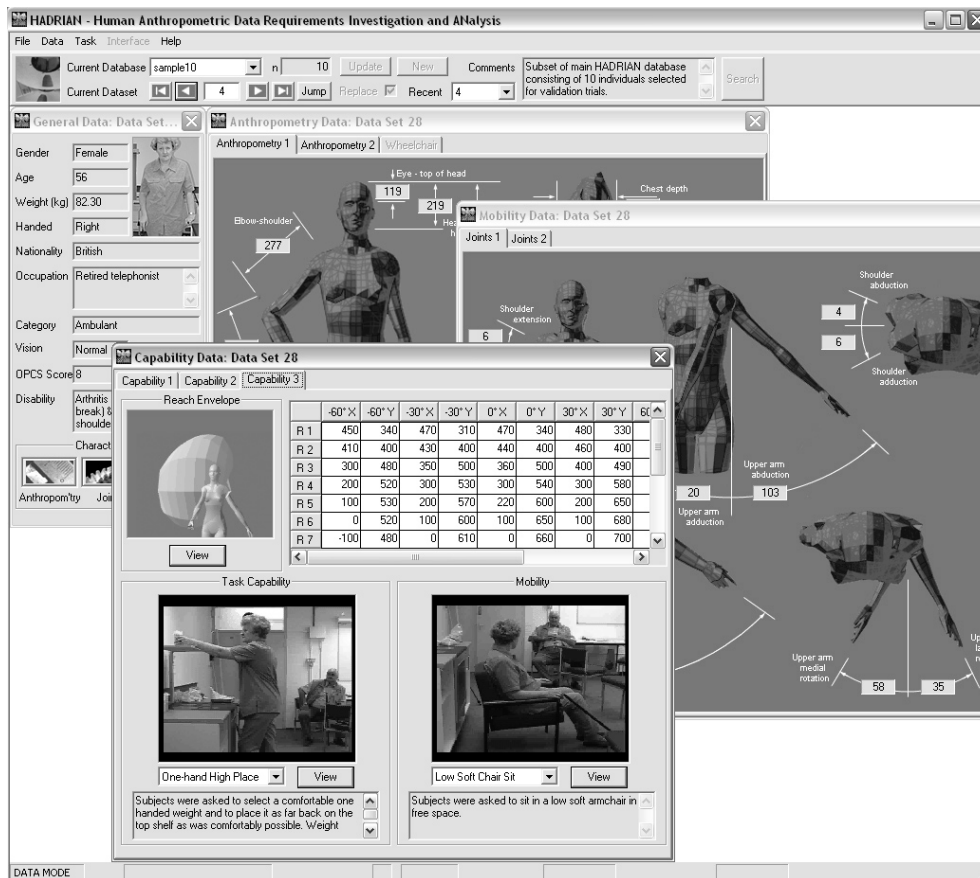 HADRIAN - Human Anthropometric Data Requirements Investigation and ANalysis
File Data Task Interface Help
Current Database sample10 n 10 Update New Comments Subset of main HADRIAN database
consisting of 10 individuals selected
for validation trials.
Search
Current Dataset 4 Jump Replace Recent 4
General Data: Data Set...
Gender Female
Age 56
Weight (kg) 82.30
Handed Right
Nationality British
Occupation Retired telephonist
Category Ambulant
Vision Normal
OPCS Score 8
Disability Arthritis
break) &
shoulde
Charact
Anthropom'try Joi
Anthropometry Data: Data Set 28
Anthropometry 1 Anthropometry 2 Wheelchair
Eye - top of head
119
219
Chest depth
Elbow-shoulder
277
Mobility Data: Data Set 28
Joints 1 Joints 2
Shoulder
extension
6
Shoulder
abduction
4
6
Shoulder
adduction
Upper arm
abduction
20 103
Upper arm
adduction
Upper arm
medial
rotation
58 35
Capability Data: Data Set 28
Capability 1 Capability 2 Capability 3
Reach Envelope
View
-60° X -60° Y -30° X -30° Y 0° X 0° Y 30° X 30° Y 60
R 1 450 340 470 310 470 340 480 330
R 2 410 400 430 400 440 400 460 400
R 3 300 480 350 500 360 500 400 490
R 4 200 520 300 530 300 540 300 580
R 5 100 530 200 570 220 600 200 650
R 6 0 520 100 600 100 650 100 680
R 7 -100 480 0 610 0 660 0 700
Task Capability
One-hand High Place View
Subjects were asked to select a comfortable one
handed weight and to place it as far back on the
top shelf as was comfortably possible. Weight
Mobility
Low Soft Chair Sit View
Subjects were asked to sit in a low soft armchair in
free space.
DATA MODE